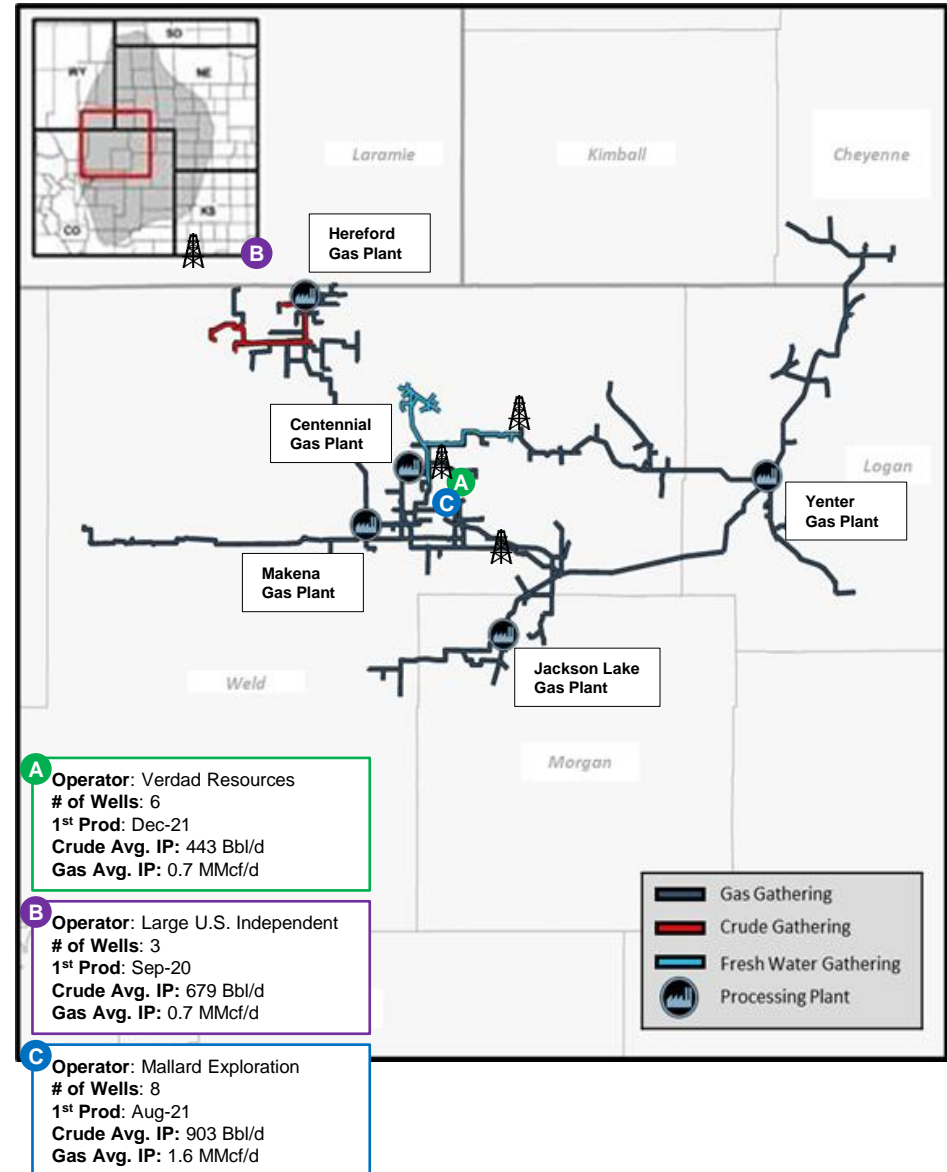 SD
WY
NE
CO
KS
Laramie
Kimball
Cheyenne
B
Hereford
Gas Plant
Centennial
Gas Plant
Logan
A
C
Yenter
Gas Plant
Makena
Gas Plant
Jackson Lake
Gas Plant
Weld
Morgan
A
Operator: Verdad Resources
# of Wells: 6
1st Prod: Dec-21
Crude Avg. IP: 443 Bbl/d
Gas Avg. IP: 0.7 MMcf/d
B
Operator: Large U.S. Independent
# of Wells: 3
1st Prod: Sep-20
Crude Avg. IP: 679 Bbl/d
Gas Avg. IP: 0.7 MMcf/d
C
Operator: Mallard Exploration
# of Wells: 8
1st Prod: Aug-21
Crude Avg. IP: 903 Bbl/d
Gas Avg. IP: 1.6 MMcf/d
Gas Gathering
Crude Gathering
Fresh Water Gathering
Processing Plant